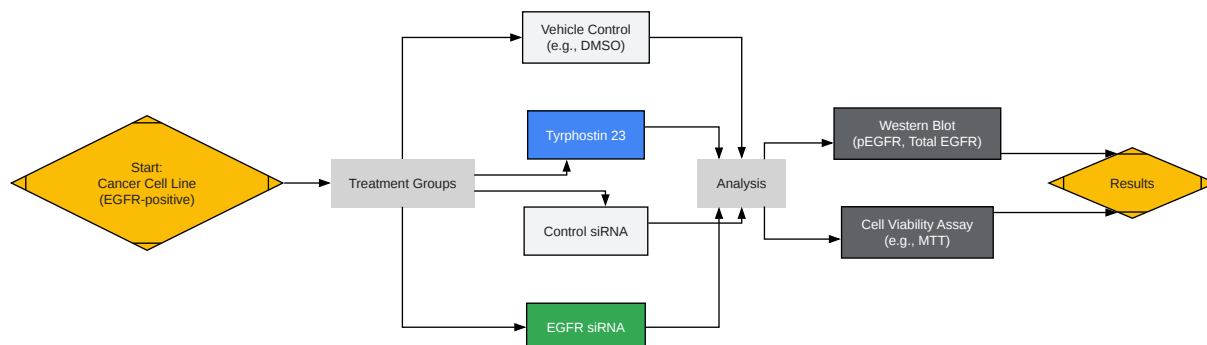 Start:
Cancer Cell Line
(EGFR-positive)
Treatment Groups
Vehicle Control
(e.g., DMSO)
Tyrphostin 23
Control siRNA
EGFR siRNA
Analysis
Western Blot
(pEGFR, Total EGFR)
Cell Viability Assay
(e.g., MTT)
Results